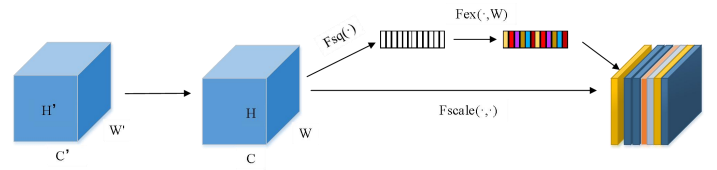 H’
W'
C’
H
W
C
Fsq(·)
Fex(·,W)
Fscale(·,·)